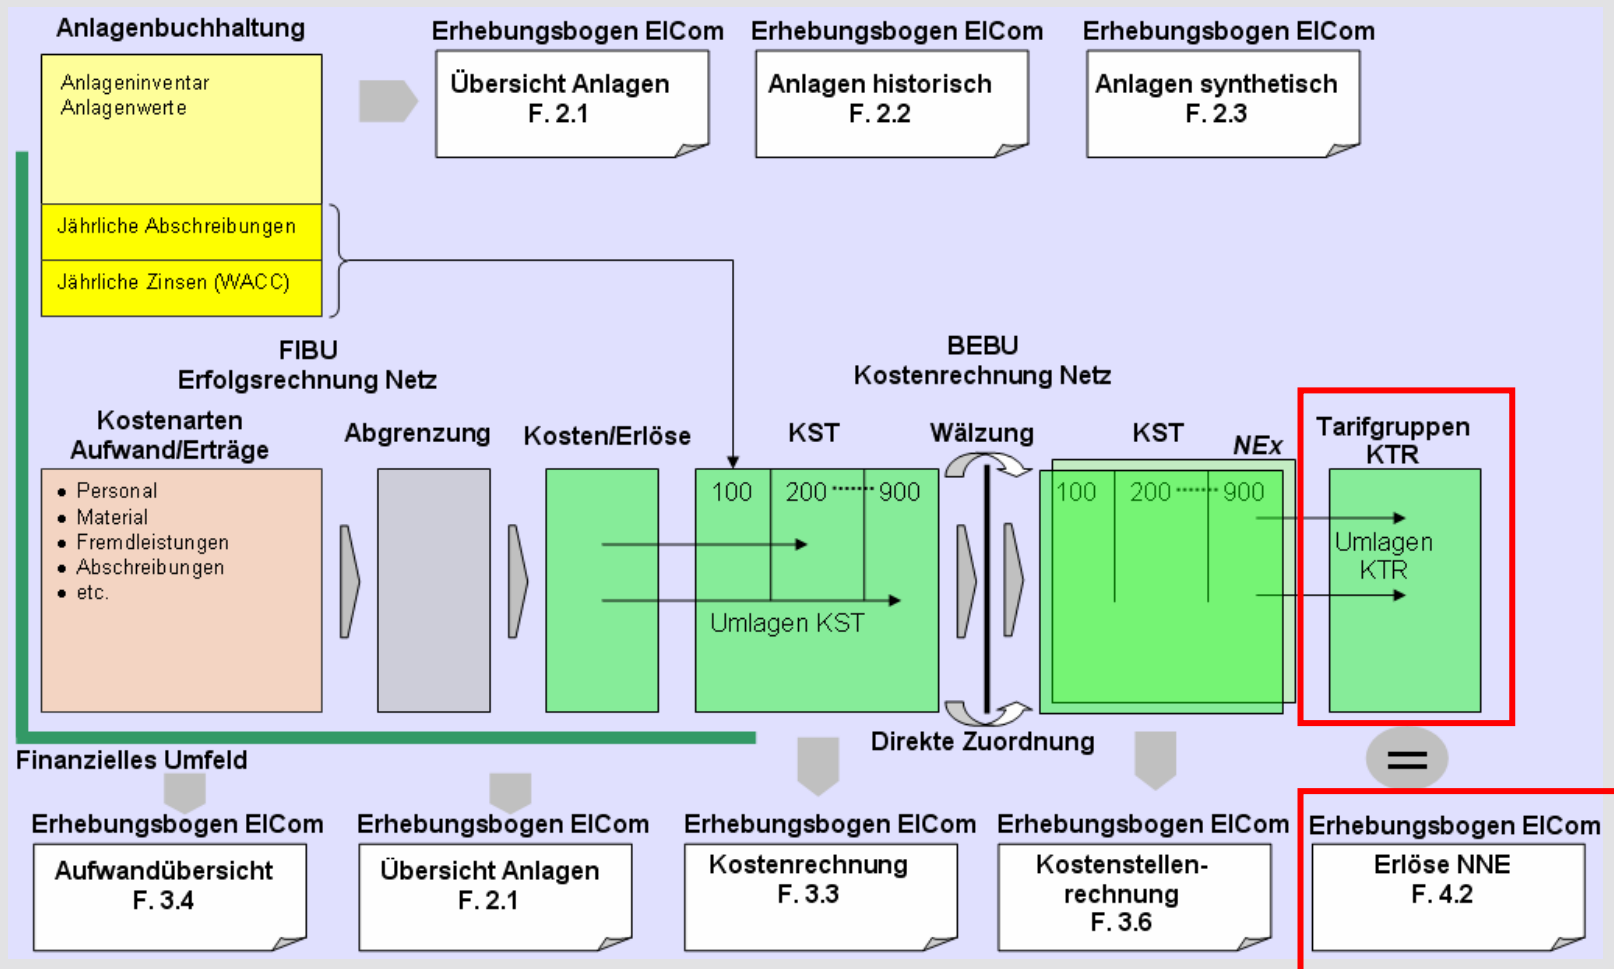 Anlagenbuchhaltung
Anlageninventar
Anlagenwerte
Jährliche Abschreibungen
Jährliche Zinsen (WACC)
Erhebungsbogen ElCom
Übersicht Anlagen
F. 2.1
Erhebungsbogen ElCom
Anlagen historisch
F. 2.2
Erhebungsbogen ElCom
Anlagen synthetisch
F. 2.3
FIBU
Erfolgsrechnung Netz
BEBU
Kostenrechnung Netz
Kostenarten
Aufwand/Erträge
• Personal
• Material
• Fremdleistungen
• Abschreibungen
• etc.
Abgrenzung
Kosten/Erlöse
KST
100 200 ······· 900
Umlagen KST
Wälzung
Direkte Zuordnung
KST
NEx
100 200 ······· 900
Tarifgruppen
KTR
Umlagen
KTR
=
Finanzielles Umfeld
Erhebungsbogen ElCom
Aufwandübersicht
F. 3.4
Erhebungsbogen ElCom
Übersicht Anlagen
F. 2.1
Erhebungsbogen ElCom
Kostenrechnung
F. 3.3
Erhebungsbogen ElCom
Kostenstellen-
rechnung
F. 3.6
Erhebungsbogen ElCom
Erlöse NNE
F. 4.2